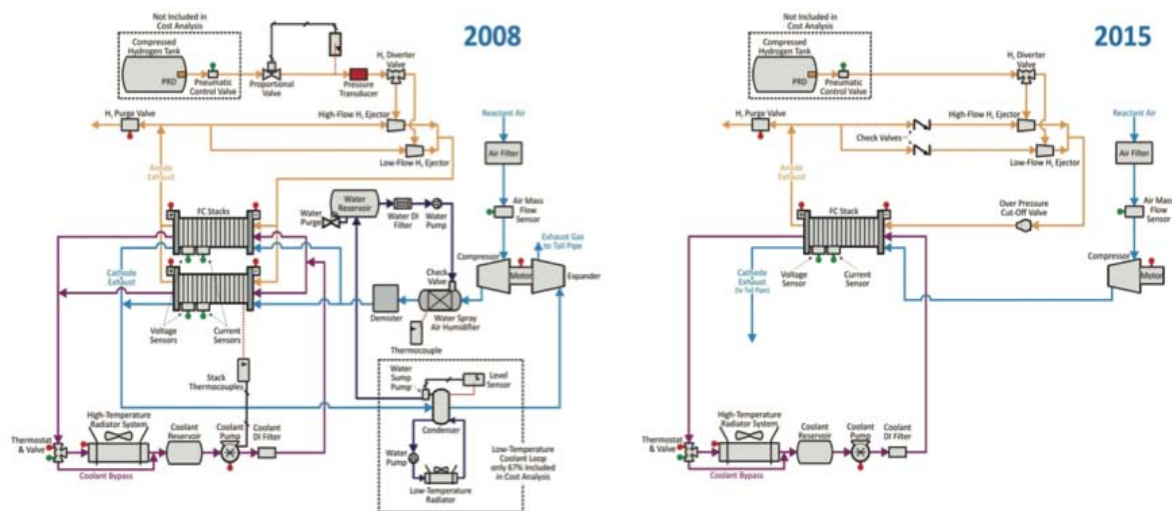 Not Included in
Cost Analysis
Compressed
Hydrogen Tank
PRD
Pneumatic
Control Valve
Proportional
Valve
Pressure
Transducer
H₂ Diverter
Valve
2008
H₂ Purge Valve
High-Flow H₂ Ejector
Low-Flow H₂ Ejector
Reactant Air
Air Filter
Anode
Exhaust
Water
Reservoir
Water
Purge
Water DI
Filter
Water
Pump
Air Mass
Flow
Sensor
FC Stacks
Exhaust Gas
to Tail Pipe
Compressor
Motor
Expander
Check
Valve
Cathode
Exhaust
Demister
Water Spray
Air Humidifier
Voltage
Sensors
Current
Sensors
Thermocouple
Stack
Thermocouples
Water
Sump
Pump
Level
Sensor
Condenser
High-Temperature
Radiator System
Coolant
Reservoir
Coolant
Pump
Coolant
DI Filter
Thermostat
& Valve
Coolant Bypass
Water
Pump
Low-Temperature
Radiator
Low-Temperature
Coolant Loop
only 67% Included
in Cost Analysis
Not Included in
Cost Analysis
Compressed
Hydrogen Tank
PRD
Pneumatic
Control Valve
H₂ Diverter
Valve
2015
H₂ Purge Valve
High-Flow H₂ Ejector
Check Valves
Low-Flow H₂ Ejector
Reactant Air
Air Filter
Anode
Exhaust
FC Stack
Over Pressure
Cut-Off Valve
Air Mass
Flow
Sensor
Compressor
Motor
Voltage
Sensor
Current
Sensor
Cathode
Exhaust
(to Tail Pipe)
High-Temperature
Radiator System
Coolant
Reservoir
Coolant
Pump
Coolant
DI Filter
Thermostat
& Valve
Coolant Bypass